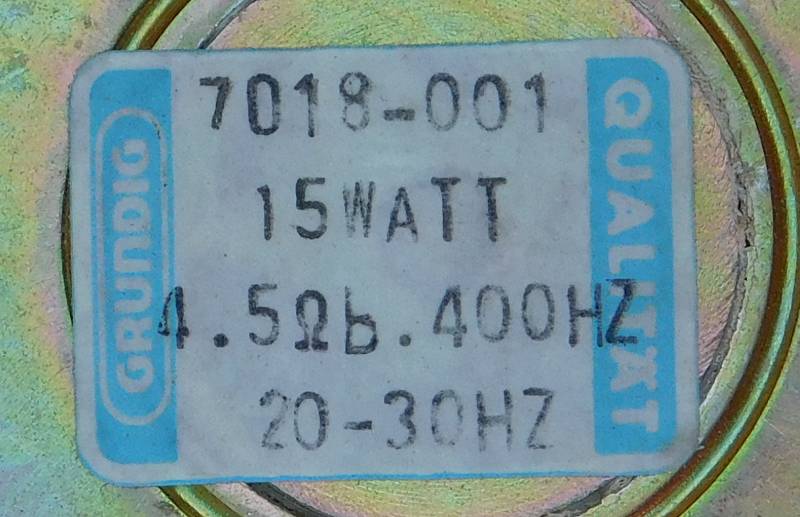 GRUNDIG
7018-001
15WATT
4.5Ωb.400HZ
20-30HZ
QUALITÄT